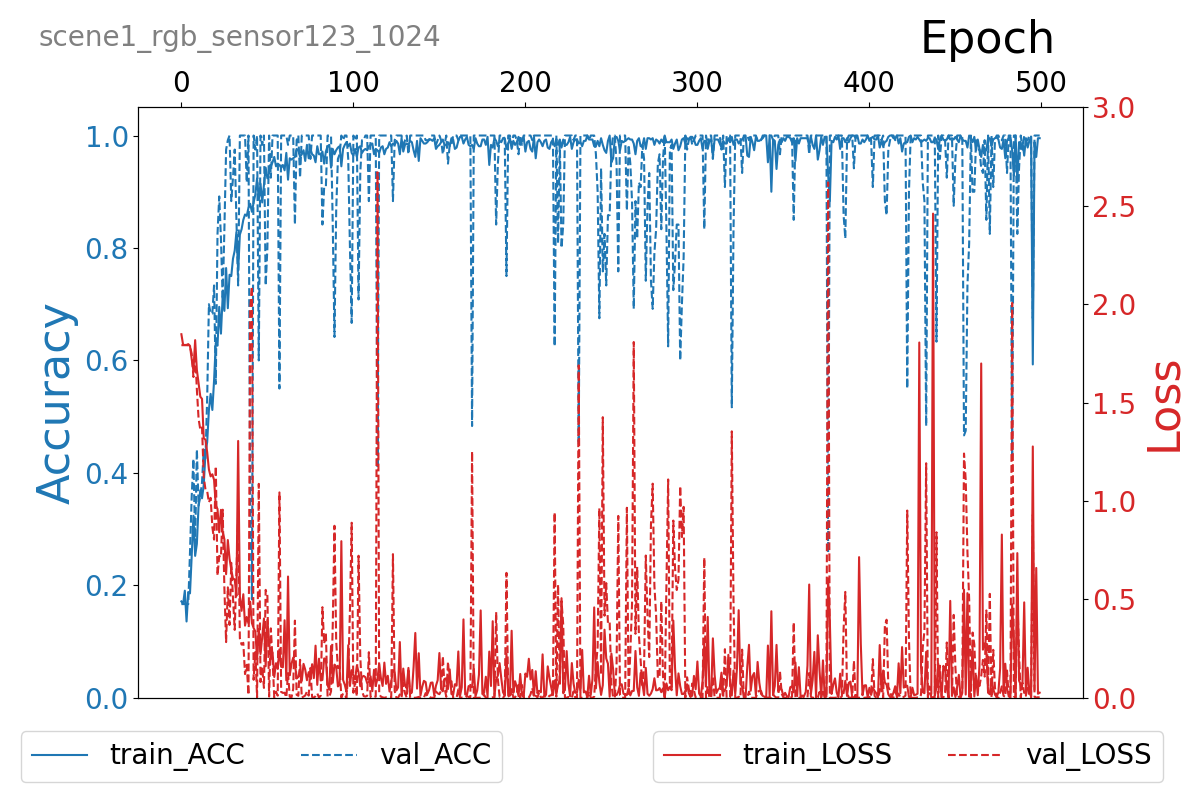 scene1_rgb_sensor123_1024
Epoch
0 100 200 300 400 500
1.0
0.8
0.6
0.4
0.2
0.0
Accuracy
3.0
2.5
2.0
1.5
1.0
0.5
0.0
Loss
train_ACC val_ACC
train_LOSS val_LOSS